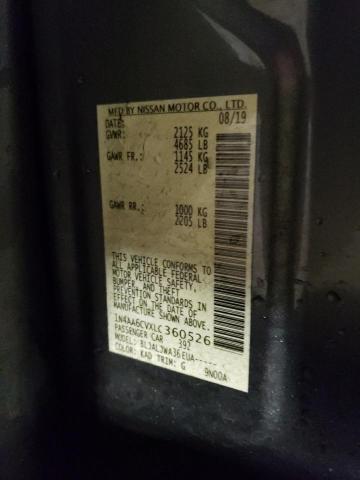 MFD BY NISSAN MOTOR CO., LTD.
DATE: 08/19
GVWR: 2125 KG
4685 LB
GAWR FR.: 1145 KG
2524 LB
GAWR RR.: 1000 KG
2205 LB
THIS VEHICLE CONFORMS TO ALL
APPLICABLE FEDERAL MOTOR
VEHICLE SAFETY,
BUMPER, AND THEFT
PREVENTION STANDARDS
IN EFFECT ON THE DATE OF
MANUFACTURE SHOWN ABOVE.
1N4AA6CVXLC360526
PASSENGER CAR 392
MODEL: BLJALJWA36EUA-----
COLOR: KAD TRIM: G 9N00A